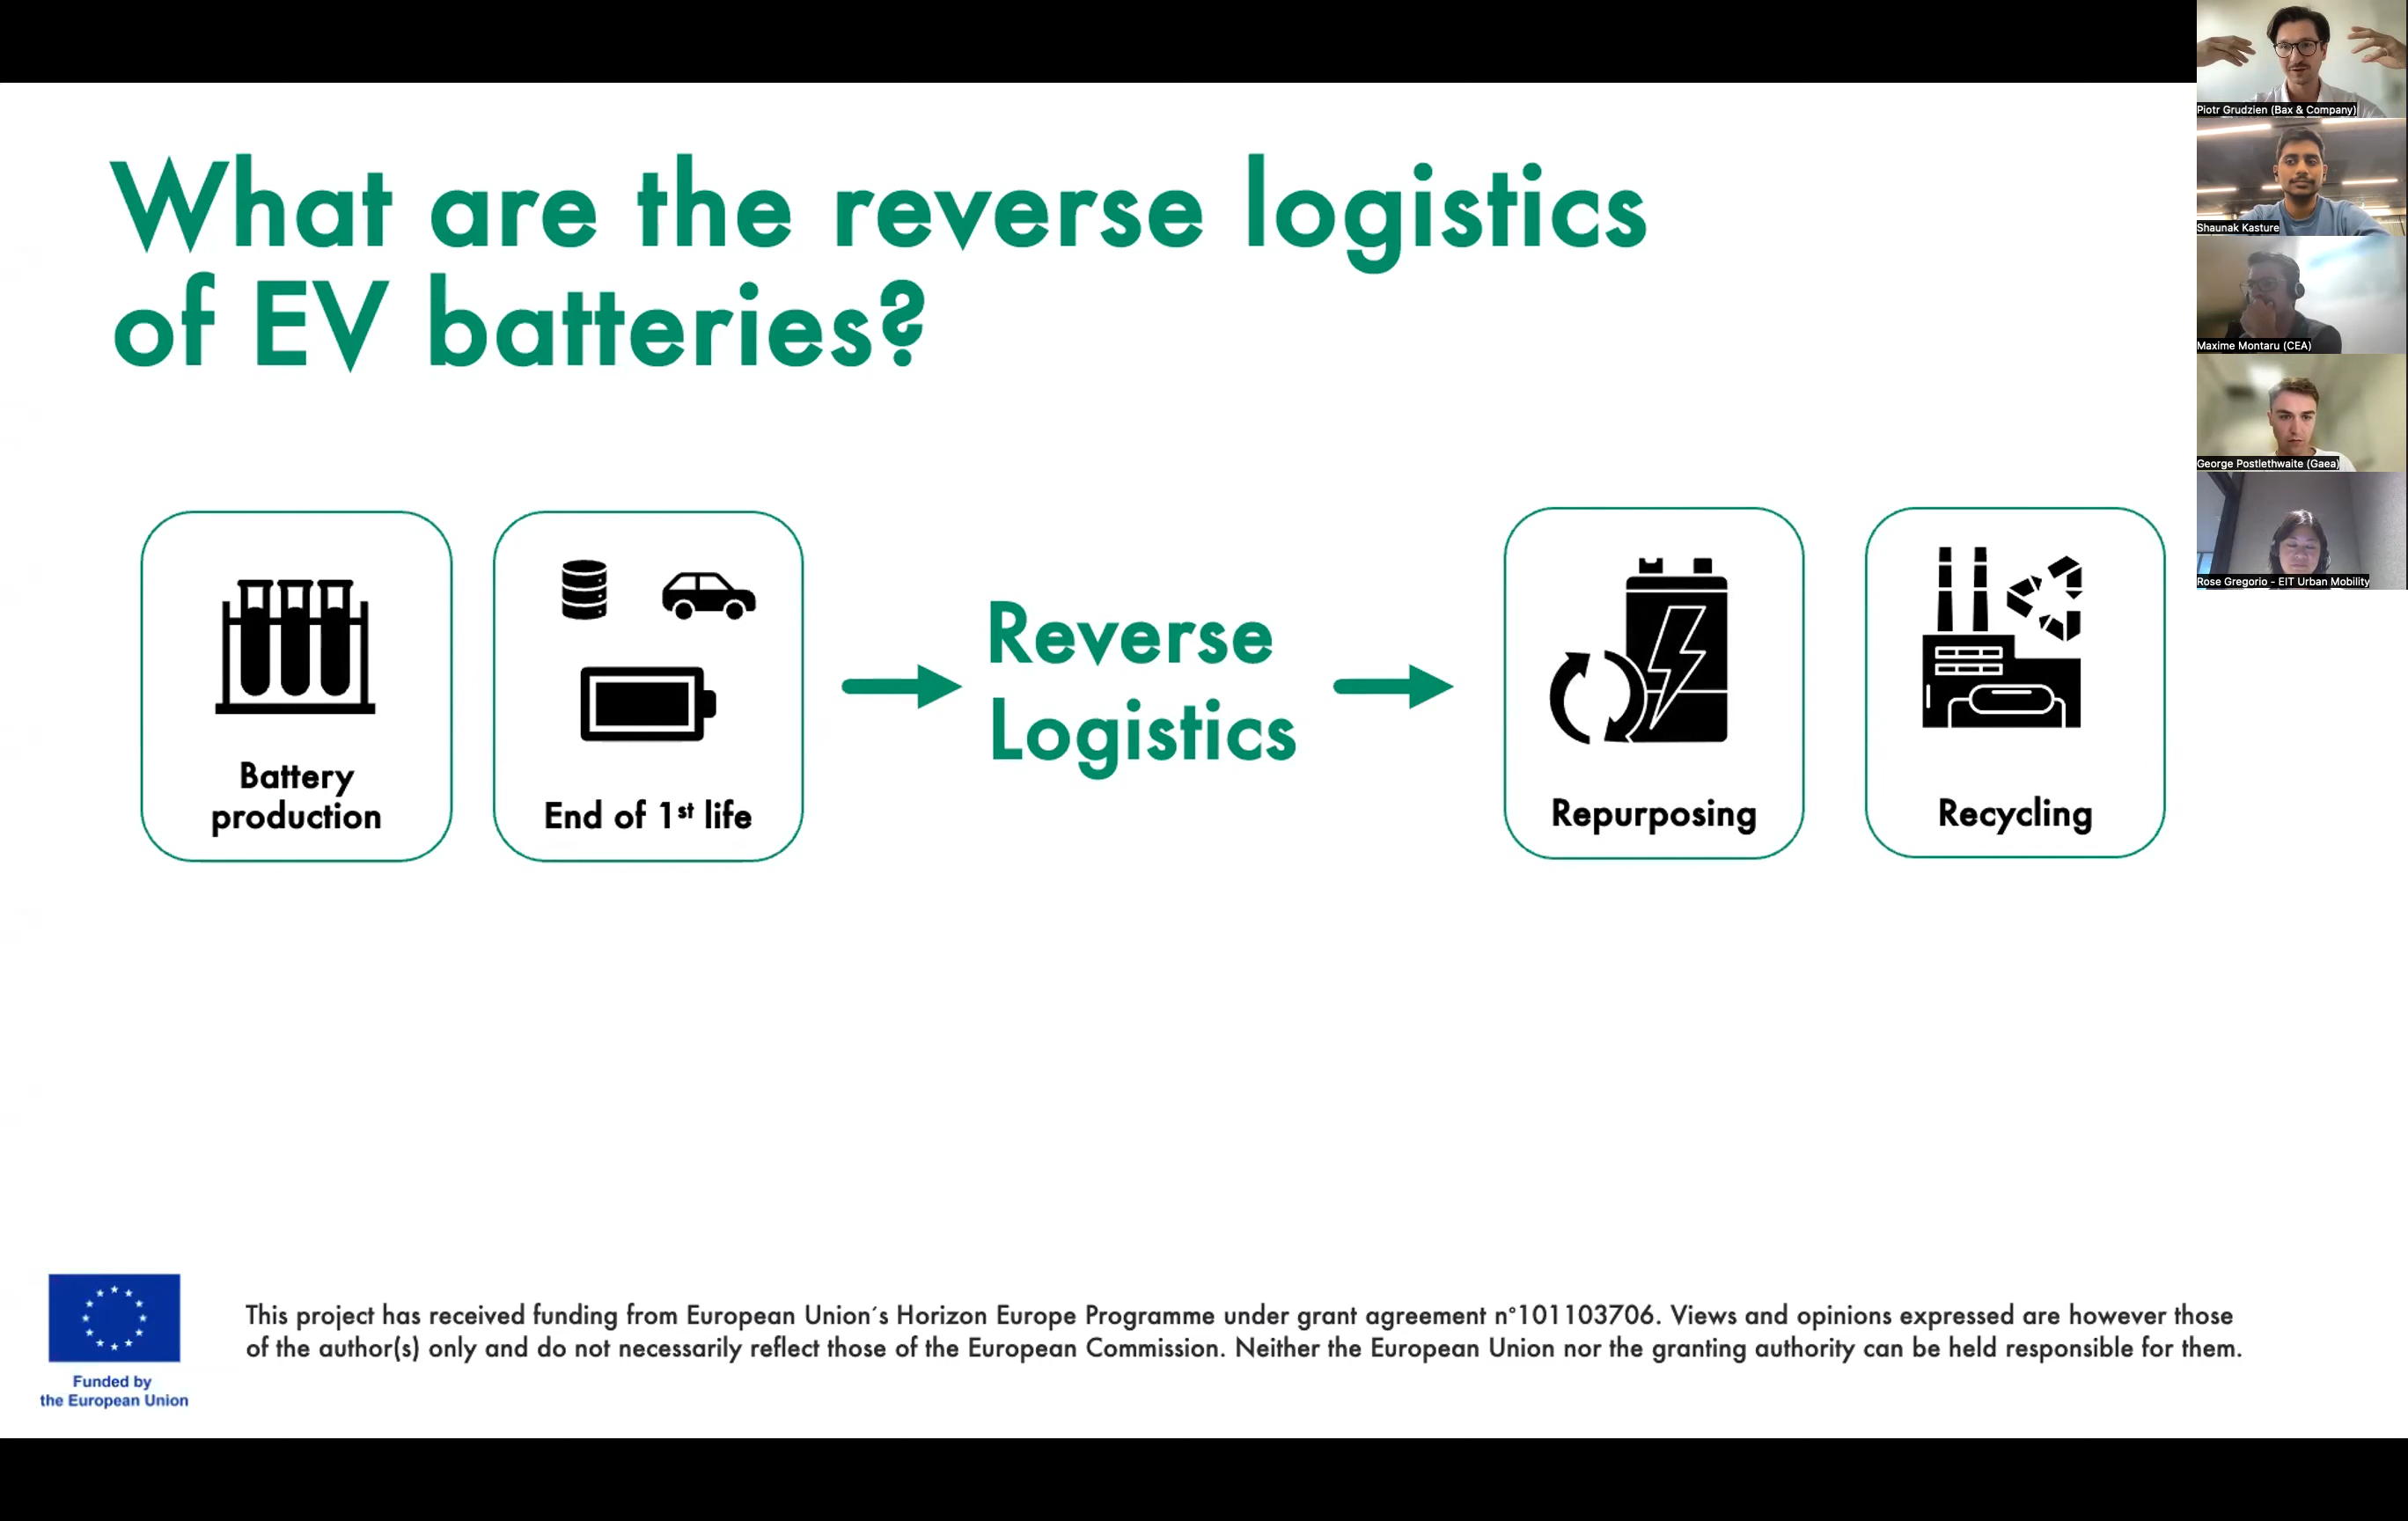 What are the reverse logistics
of EV batteries?
Battery
production
End of 1st life
Reverse
Logistics
Repurposing
Recycling
Funded by
the European Union
This project has received funding from European Union´s Horizon Europe Programme under grant agreement n°101103706. Views and opinions expressed are however those
of the author(s) only and do not necessarily reflect those of the European Commission. Neither the European Union nor the granting authority can be held responsible for them.
Piotr Grudzien (Bax & Company)
Shaunak Kasture
Maxime Montaru (CEA)
George Postlethwaite (Gaea)
Rose Gregorio - EIT Urban Mobility